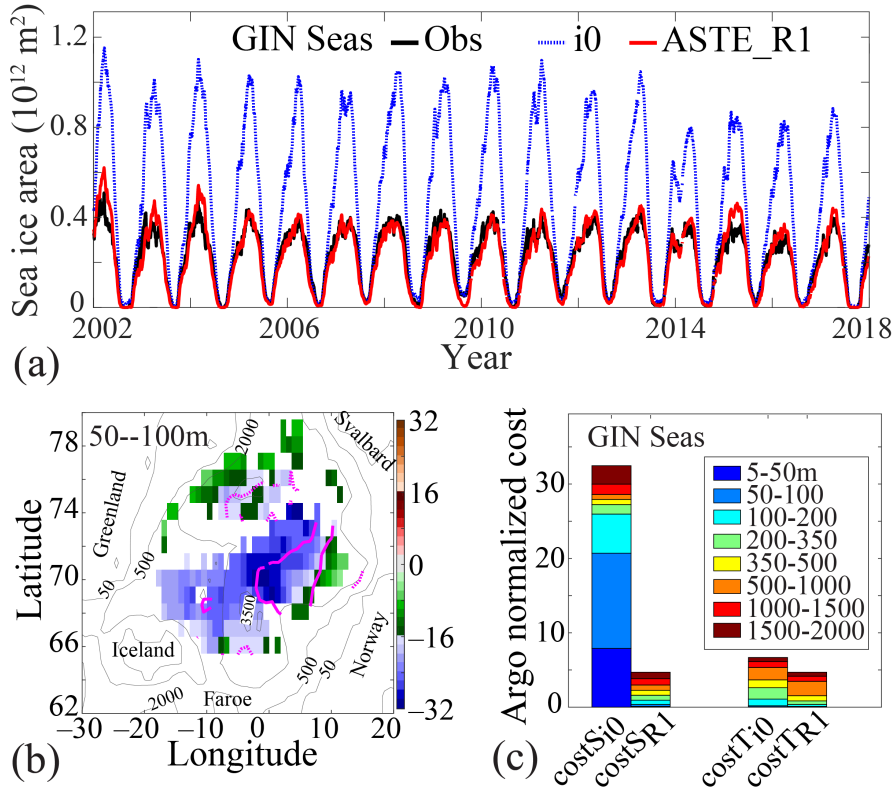 GIN Seas Obs i0 ASTE_R1
Sea ice area (10¹² m²)
1.2
0.8
0.4
0
2002 2006 2010 2014 2018
Year
(a)
50--100m
78
74
70
66
62
Latitude
−30 −20 −10 0 10 20
Longitude
2000
Svalbard
Greenland
50
500
3500
Iceland
2000
Faroe
500
50
Norway
32
16
0
−16
−32
(b)
GIN Seas
Argo normalized cost
30
20
10
0
5-50m
50-100
100-200
200-350
350-500
500-1000
1000-1500
1500-2000
costSi0
costSR1
costTi0
costTR1
(c)